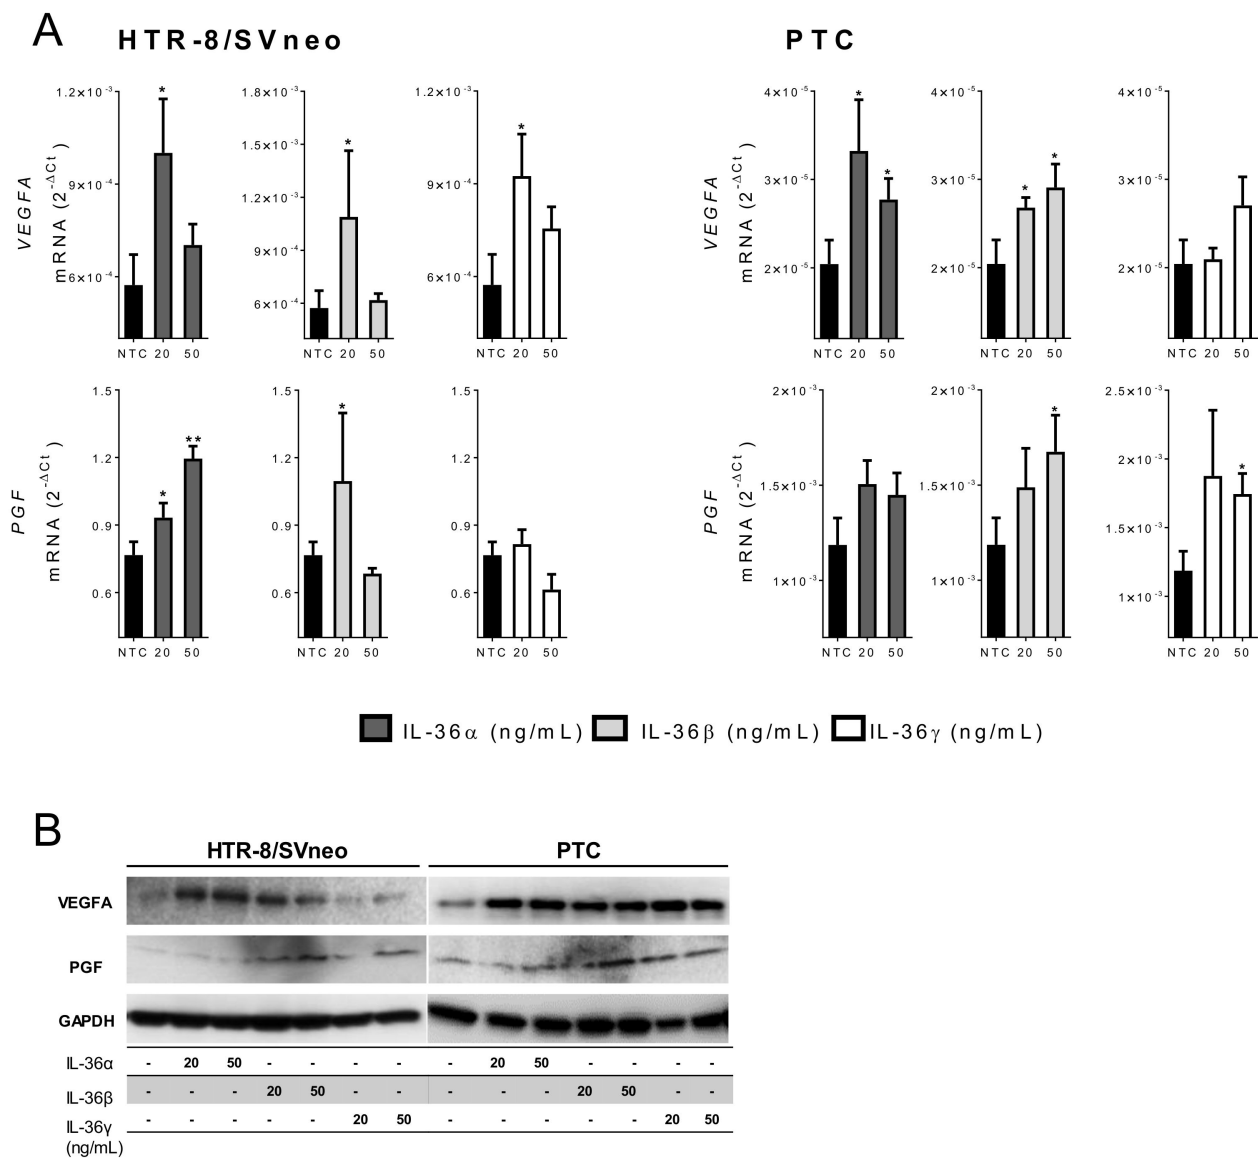 A
HTR-8/SVneo
PTC
VEGFA
mRNA (2^-ΔCt)
1.2×10^-3
9×10^-4
6×10^-4
*
NTC 20 50
1.8×10^-3
1.5×10^-3
1.2×10^-3
9×10^-4
6×10^-4
*
NTC 20 50
1.2×10^-3
9×10^-4
6×10^-4
*
NTC 20 50
VEGFA
mRNA (2^-ΔCt)
4×10^-5
3×10^-5
2×10^-5
* *
NTC 20 50
4×10^-5
3×10^-5
2×10^-5
* *
NTC 20 50
4×10^-5
3×10^-5
2×10^-5
NTC 20 50
PGF
mRNA (2^-ΔCt)
1.5
1.2
0.9
0.6
* **
NTC 20 50
1.5
1.2
0.9
0.6
*
NTC 20 50
1.5
1.2
0.9
0.6
NTC 20 50
PGF
mRNA (2^-ΔCt)
2×10^-3
1.5×10^-3
1×10^-3
NTC 20 50
2×10^-3
1.5×10^-3
1×10^-3
*
NTC 20 50
2.5×10^-3
2×10^-3
1.5×10^-3
1×10^-3
*
NTC 20 50
IL-36α (ng/mL) IL-36β (ng/mL) IL-36γ (ng/mL)
B
HTR-8/SVneo PTC
VEGFA
PGF
GAPDH
IL-36α - 20 50 - - - - - 20 50 - - - -
IL-36β - - - 20 50 - - - - - 20 50 - -
IL-36γ - - - - - 20 50 - - - - - 20 50
(ng/mL)